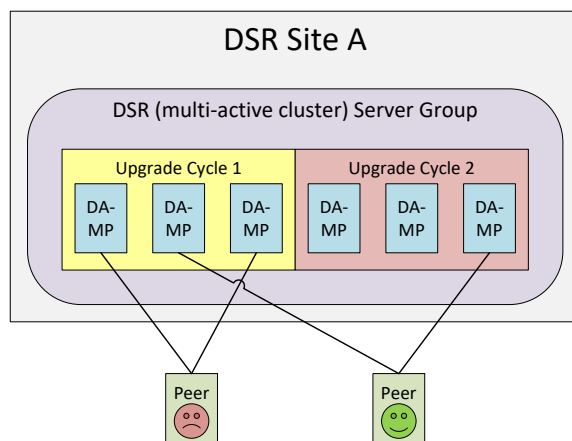 DSR Site A
DSR (multi-active cluster) Server Group
Upgrade Cycle 1
Upgrade Cycle 2
DA-
MP
DA-
MP
DA-
MP
DA-
MP
DA-
MP
DA-
MP
Peer
Peer